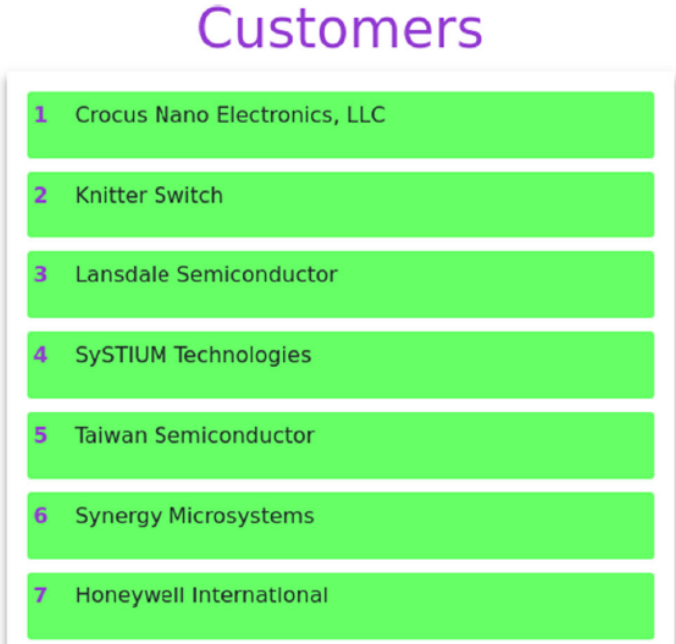 Customers
1 Crocus Nano Electronics, LLC
2 Knitter Switch
3 Lansdale Semiconductor
4 SySTIUM Technologies
5 Taiwan Semiconductor
6 Synergy Microsystems
7 Honeywell International